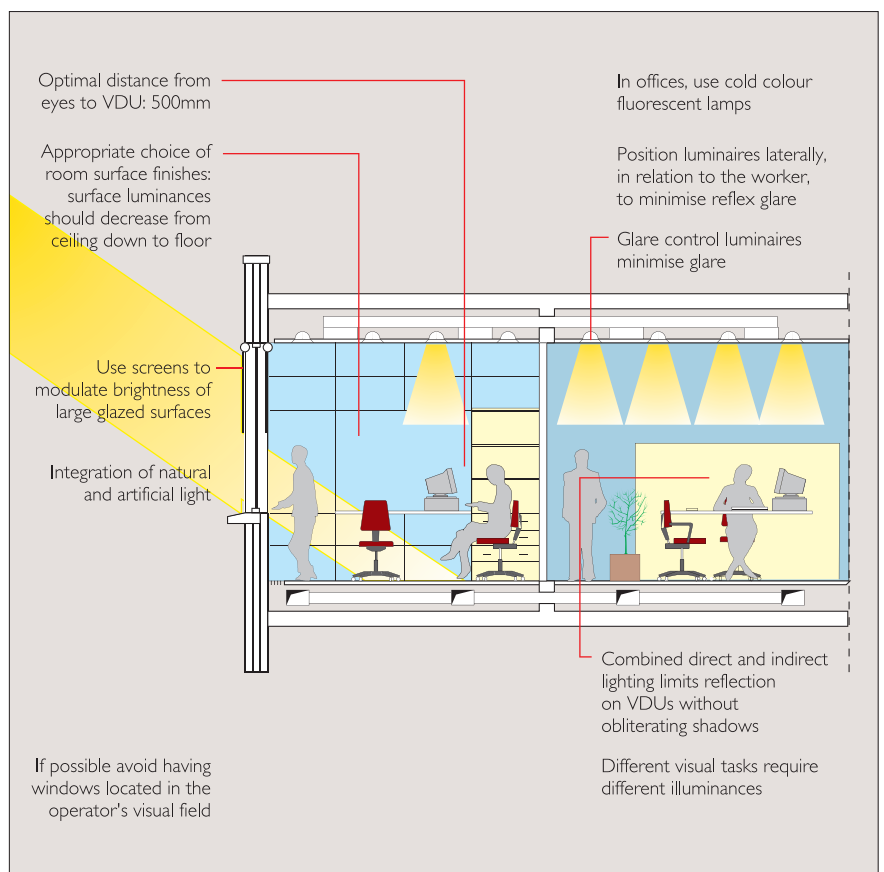 Optimal distance from
eyes to VDU: 500mm
Appropriate choice of
room surface finishes:
surface luminances
should decrease from
ceiling down to floor
Use screens to
modulate brightness of
large glazed surfaces
Integration of natural
and artificial light
If possible avoid having
windows located in the
operator's visual field
In offices, use cold colour
fluorescent lamps
Position luminaires laterally,
in relation to the worker,
to minimise reflex glare
Glare control luminaires
minimise glare
Combined direct and indirect
lighting limits reflection
on VDUs without
obliterating shadows
Different visual tasks require
different illuminances